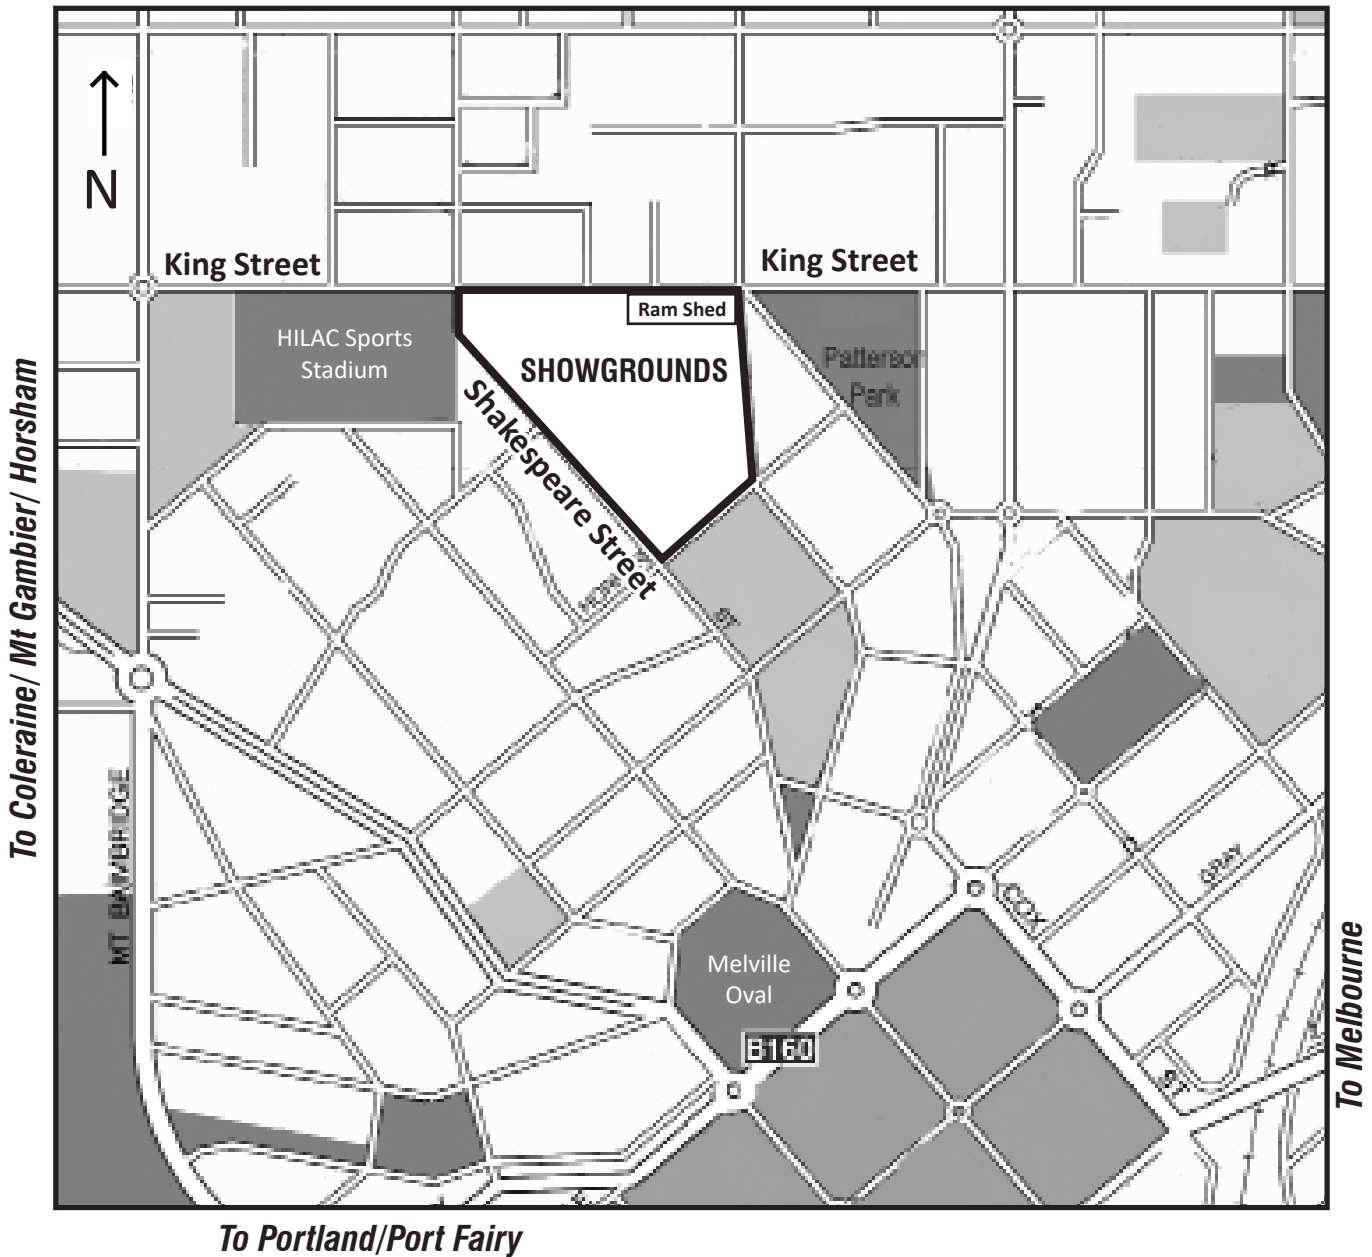 N
King Street
King Street
Ram Shed
HILAC Sports
Stadium
SHOWGROUNDS
Patterson
Park
Shakespeare Street
ST
To Coleraine/ Mt Gambier/ Horsham
MT BAINBRIDGE
GRAY
COX
Melville
Oval
B160
ST
To Melbourne
To Portland/Port Fairy